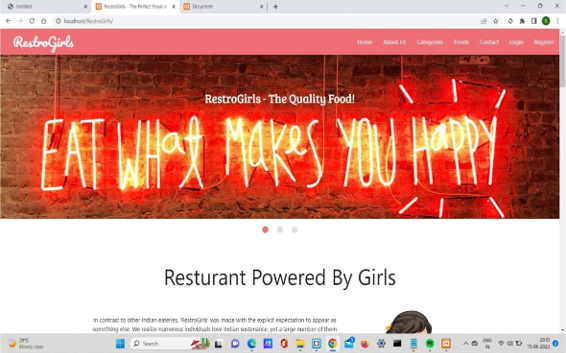 Untitled
RestroGirls - The Perfect Food
Document
localhost/RestroGirls/
RestroGirls
Home About Us Categories Foods Contact Login Register
RestroGirls - The Quality Food!
EAT WHat MaKes YOU HaPPY
Resturant Powered By Girls
In contrast to other Indian eateries, 'RestroGirls' was made with the explicit expectation to appear as
something else. We realize numerous individuals love Indian sustenance, yet a large number of them
29°C
Mostly clear
Search
ENG
IN
20:51
15-06-2023